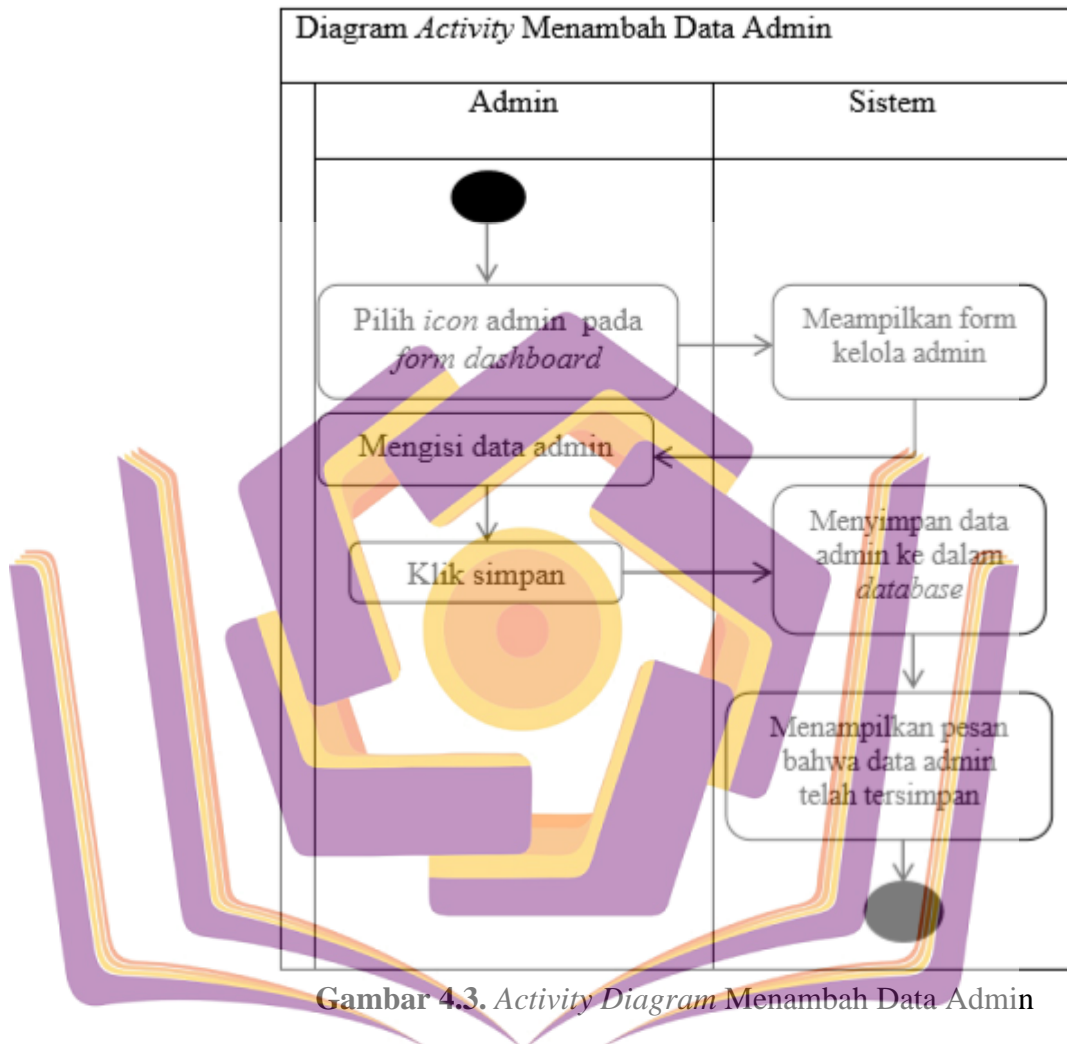 Diagram Activity Menambah Data Admin
Admin
Sistem
Pilih icon admin pada
form dashboard
Meampilkan form
kelola admin
Mengisi data admin
Klik simpan
Menyimpan data
admin ke dalam
database
Menampilkan pesan
bahwa data admin
telah tersimpan
Gambar 4.3. Activity Diagram Menambah Data Admin